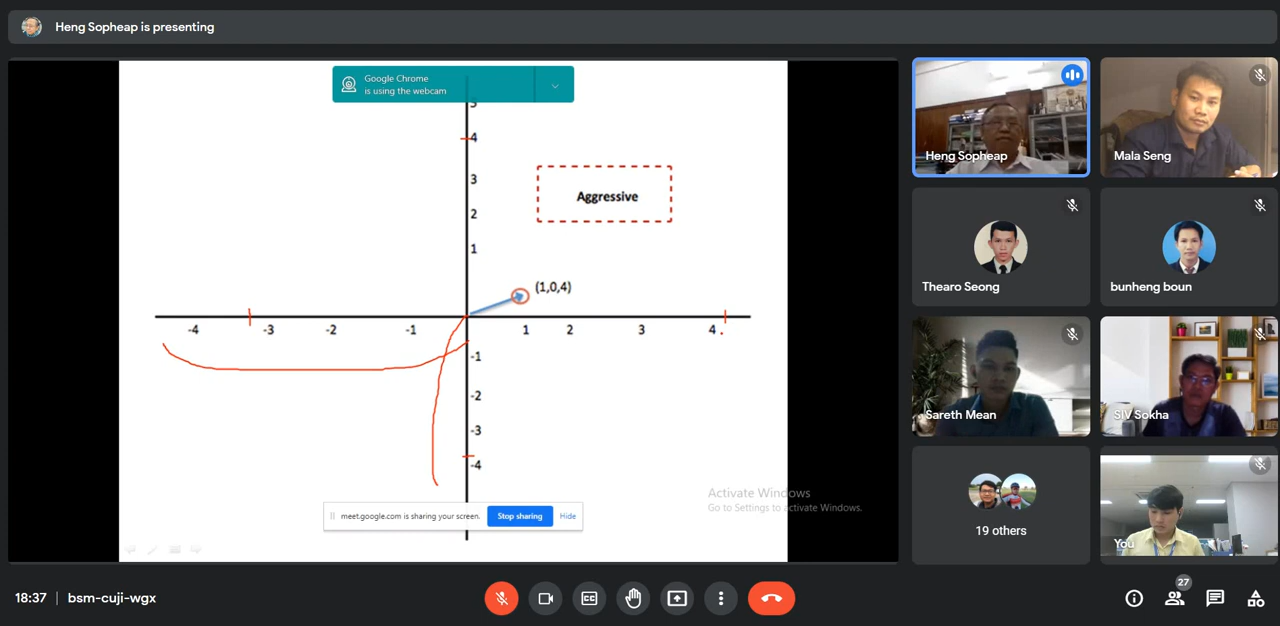 Heng Sopheap is presenting
Google Chrome
is using the webcam
5
4
3
2
1
Aggressive
(1,0,4)
-4 -3 -2 -1 1 2 3 4
-1
-2
-3
-4
meet.google.com is sharing your screen. Stop sharing Hide
Activate Windows
Go to Settings to activate Windows.
Heng Sopheap
Mala Seng
Thearo Seong
bunheng boun
Sareth Mean
SIV Sokha
19 others
You
18:37 | bsm-cuji-wgx
CC
27